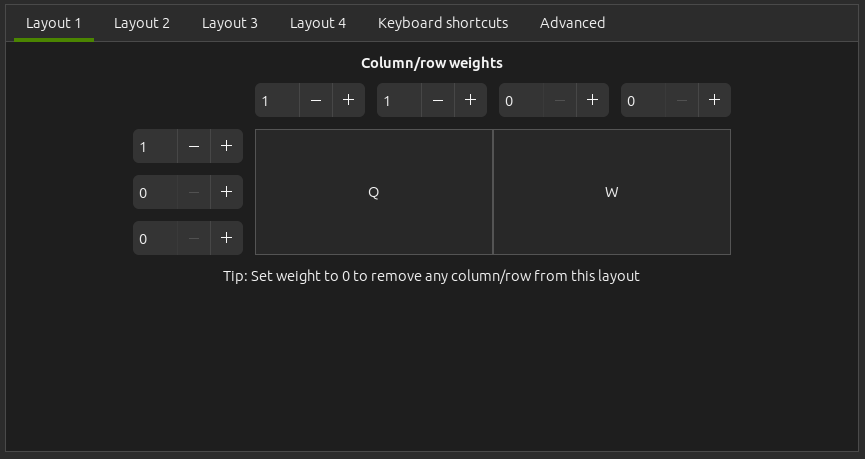 Layout 1 Layout 2 Layout 3 Layout 4 Keyboard shortcuts Advanced
Column/row weights
1 − + 1 − + 0 − + 0 − +
1 − +
0 − +
Q W
0 − +
Tip: Set weight to 0 to remove any column/row from this layout